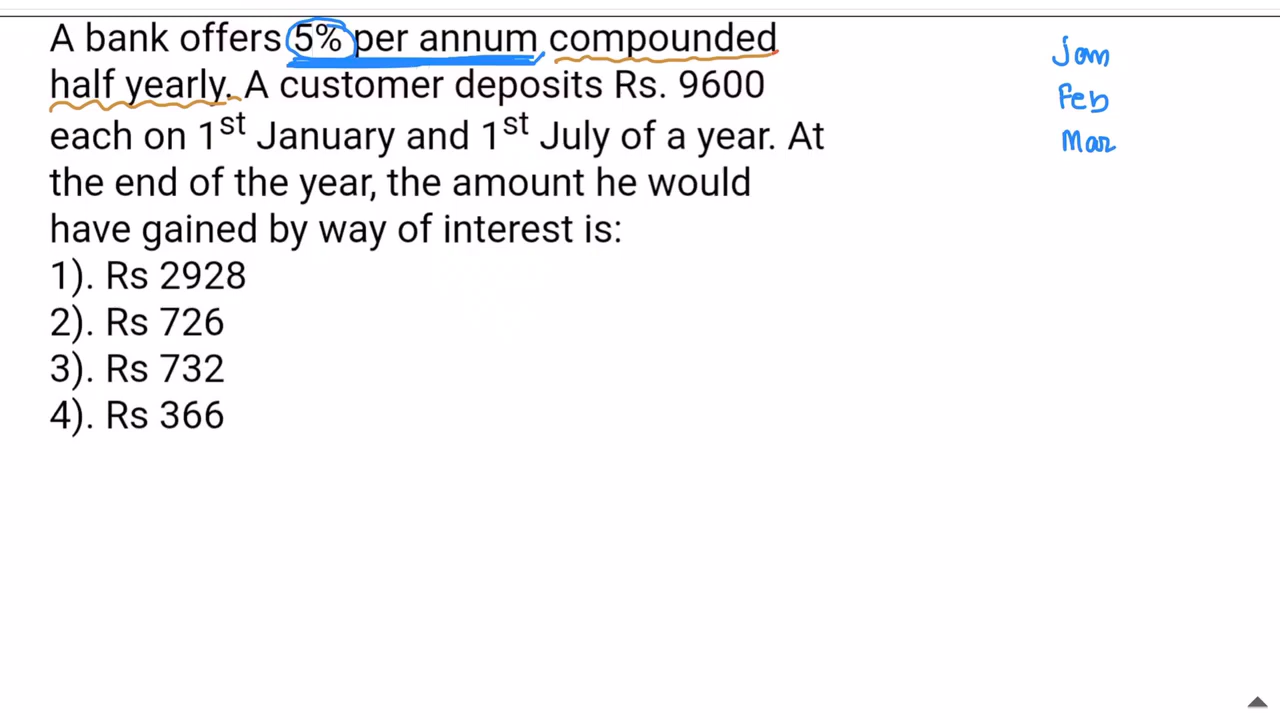 A bank offers 5% per annum, compounded
half yearly. A customer deposits Rs. 9600
each on 1st January and 1st July of a year. At
the end of the year, the amount he would
have gained by way of interest is:
1). Rs 2928
2). Rs 726
3). Rs 732
4). Rs 366
Jan
Feb
Mar